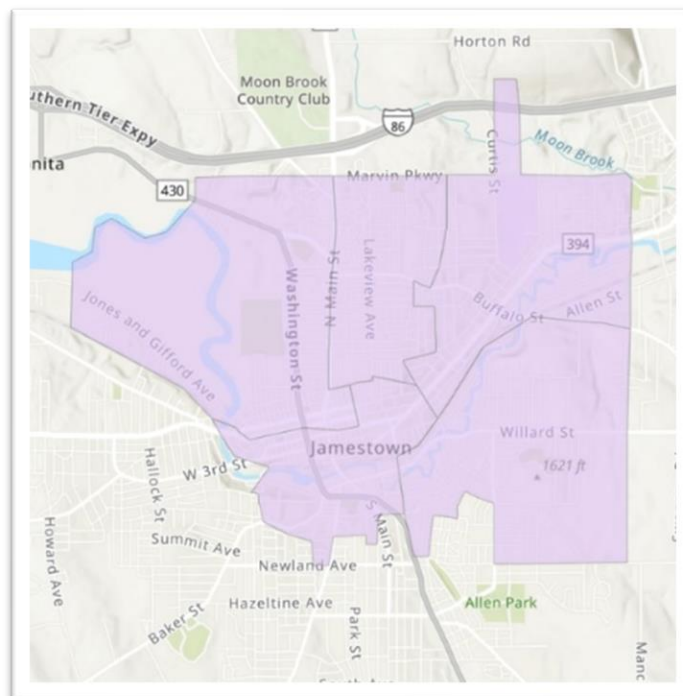 Horton Rd
Moon Brook
Country Club
uthern Tier Expy
86
Curtis St
Moon Brook
nita
430
Marvin Pkwy
394
N Main St
Lakeview Ave
Washington St
Jones and Gifford Ave
Buffalo St
Allen St
Willard St
Jamestown
1621 ft
W 3rd St
Hallock St
Howard Ave
Summit Ave
S Main St
Newland Ave
Hazeltine Ave
Allen Park
Baker St
Park St
Manc